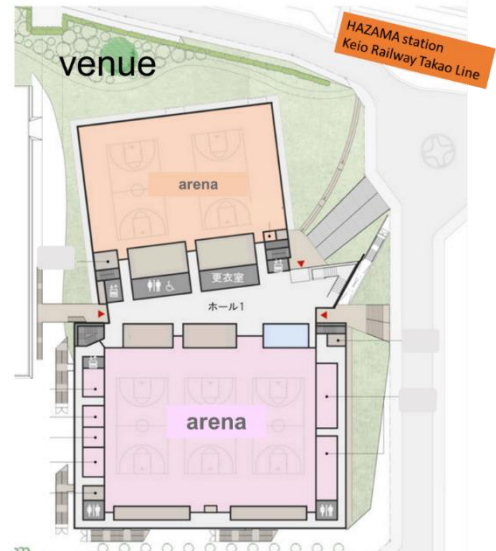 HAZAMA station
Keio Railway Takao Line
venue
arena
更衣室
ホール1
arena